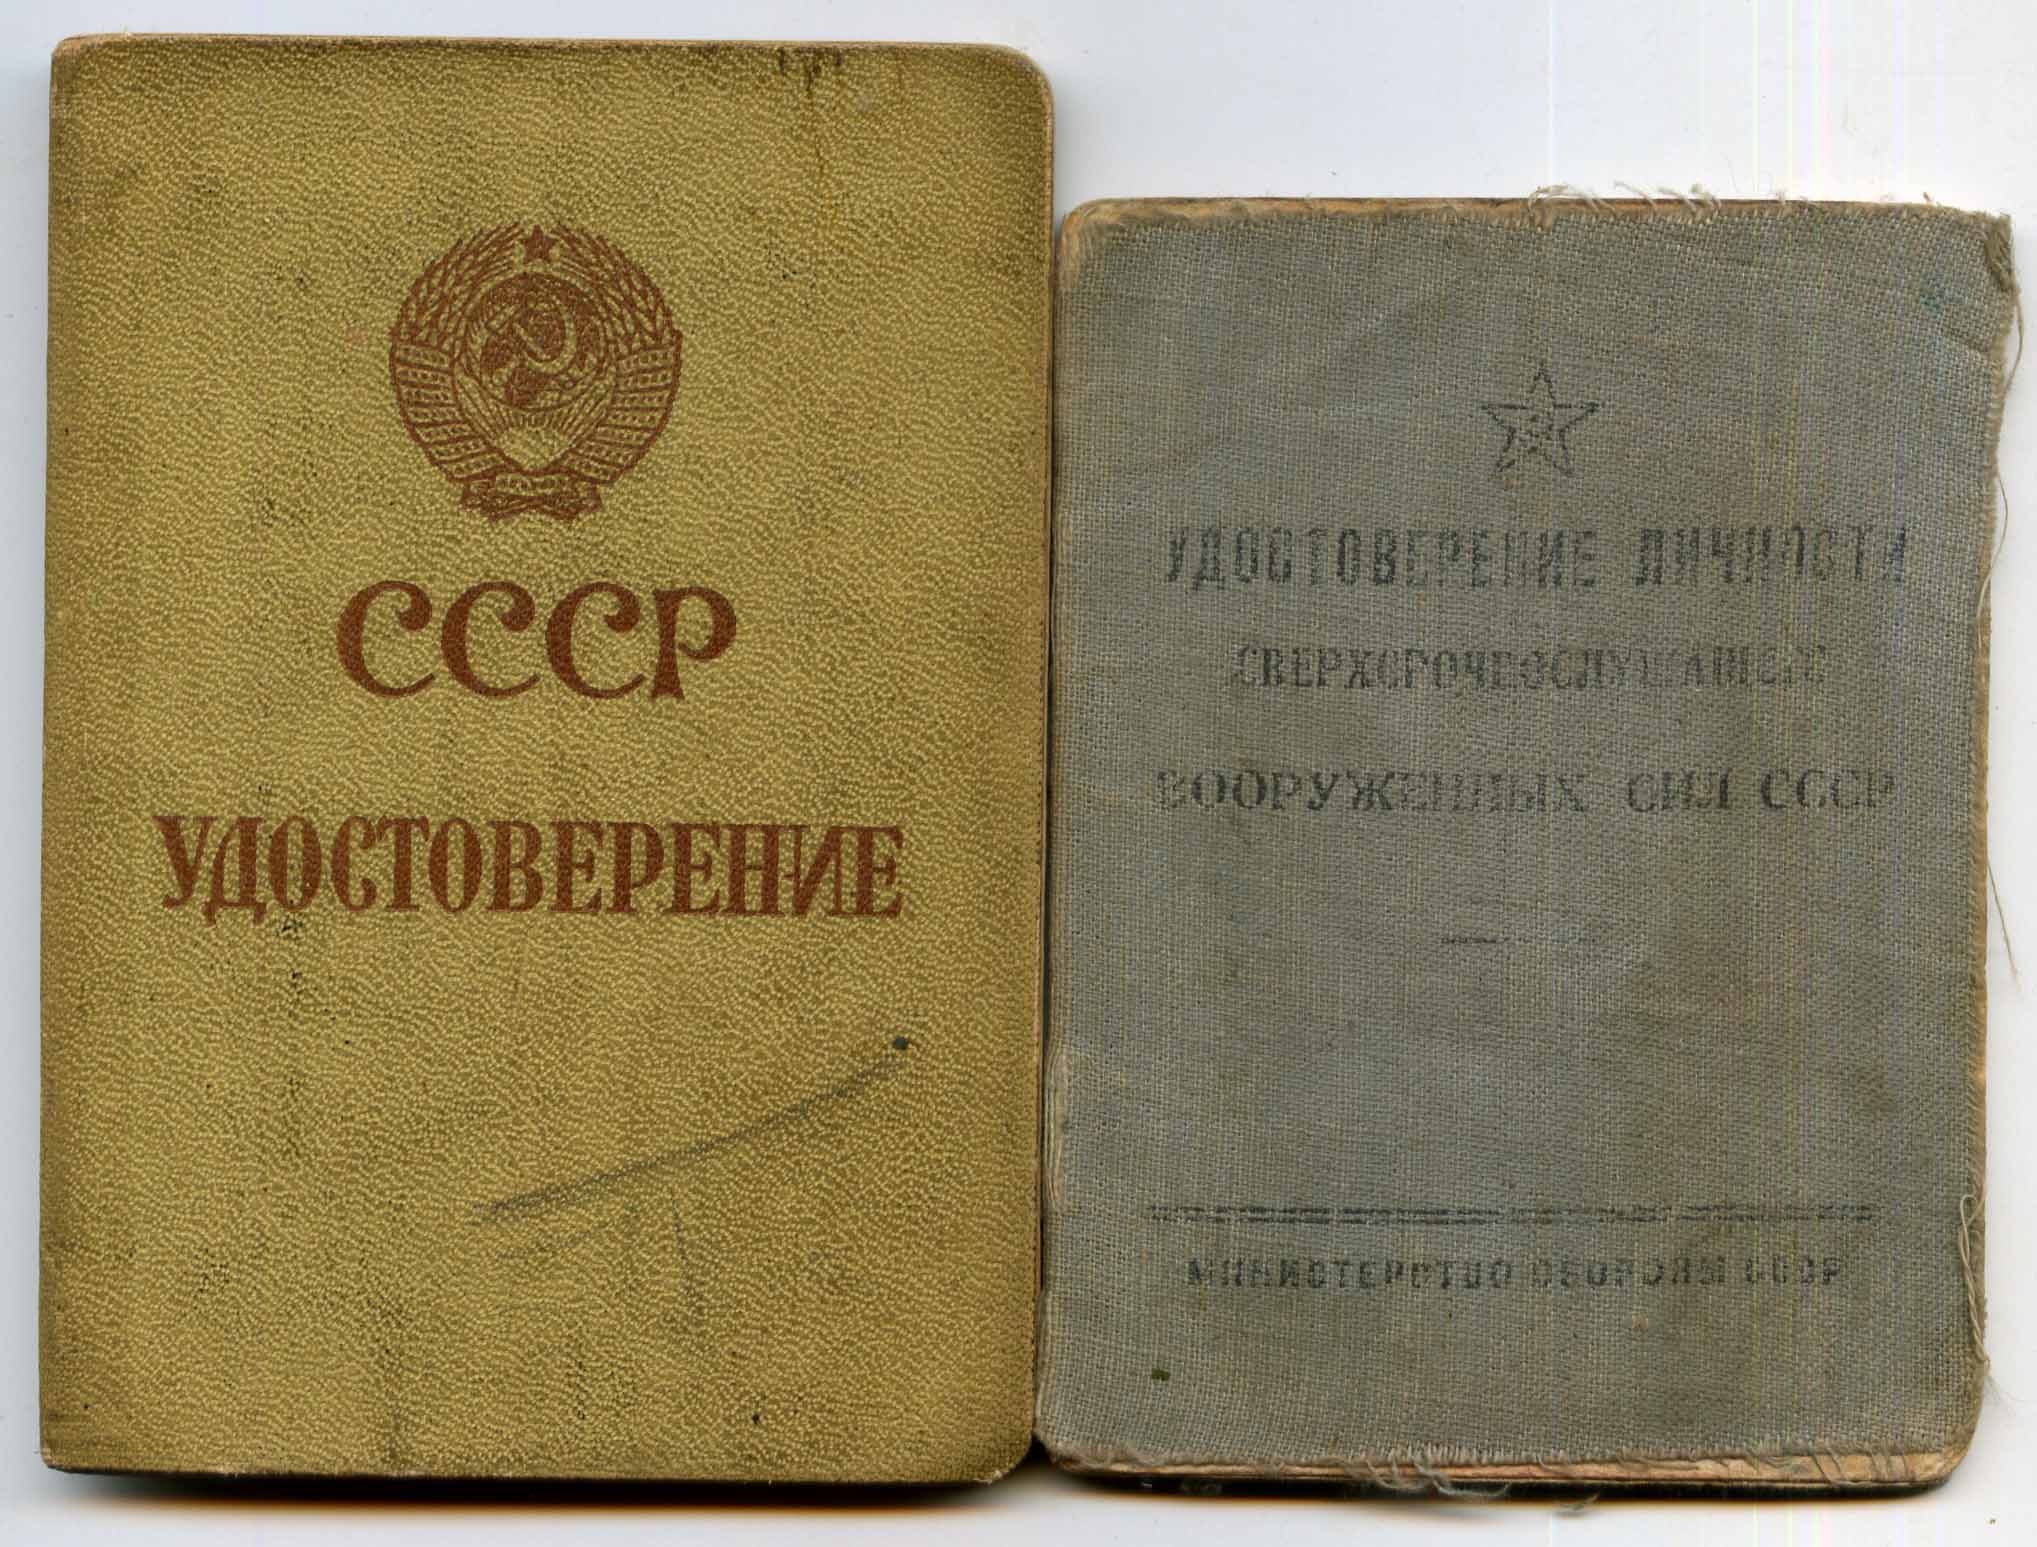 СССР
УДОСТОВЕРЕНИЕ
УДОСТОВЕРЕНИЕ ЛИЧНОСТИ
СВЕРХСРОЧНОСЛУЖАЩЕГО
ВООРУЖЕННЫХ СИЛ СССР
МИНИСТЕРСТВО ОБОРОНЫ СССР